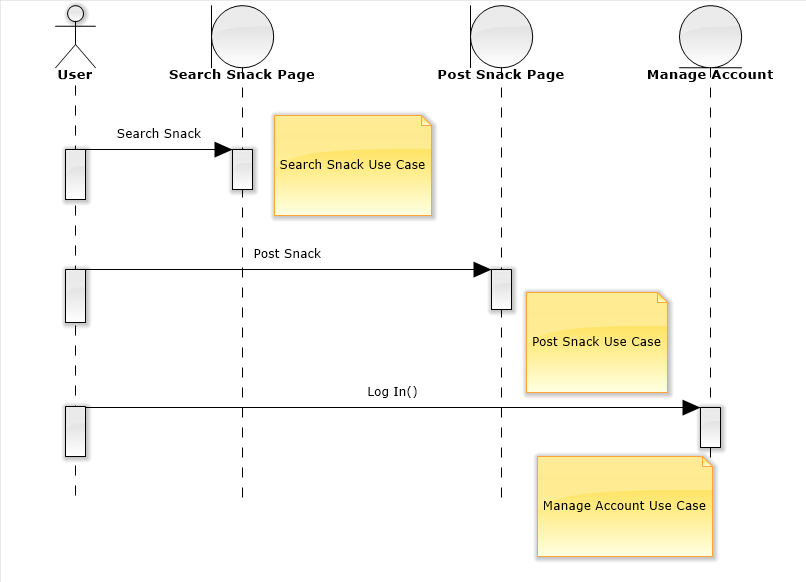 User
Search Snack Page
Post Snack Page
Manage Account
Search Snack
Search Snack Use Case
Post Snack
Post Snack Use Case
Log In()
Manage Account Use Case